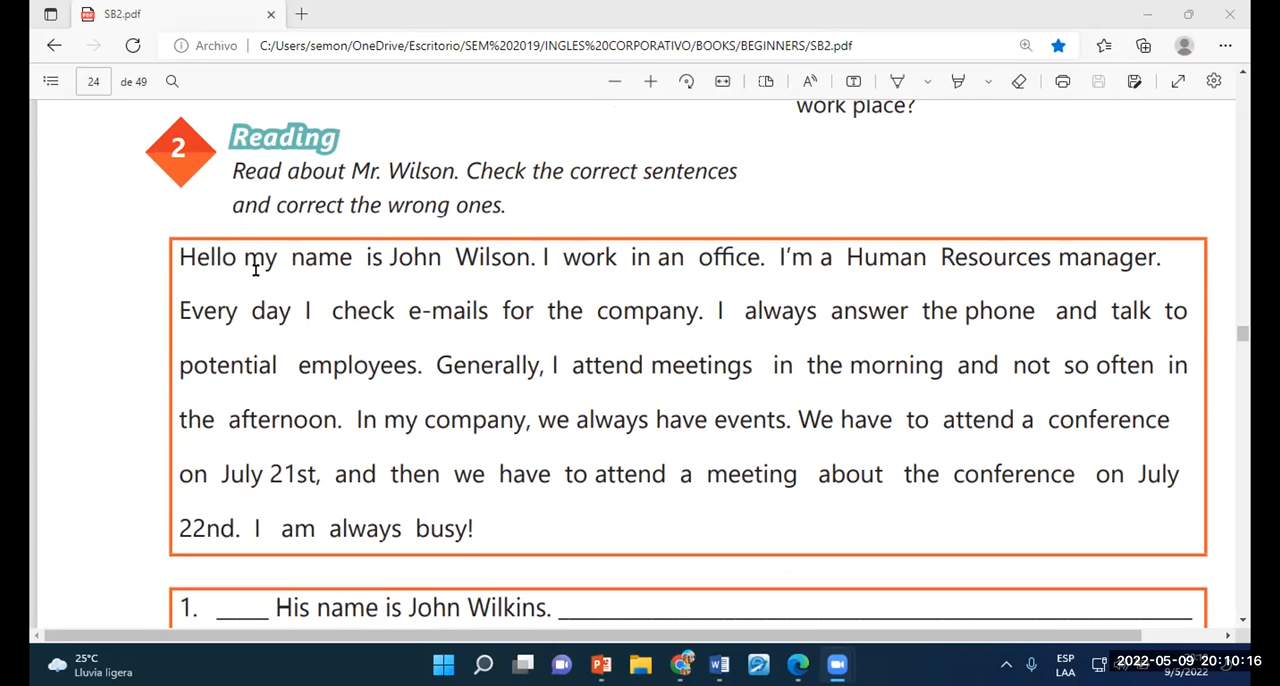 SB2.pdf
Archivo
C:/Users/semon/OneDrive/Escritorio/SEM%202019/INGLES%20CORPORATIVO/BOOKS/BEGINNERS/SB2.pdf
24 de 49
work place?
2 Reading
Read about Mr. Wilson. Check the correct sentences
and correct the wrong ones.
Hello my name is John Wilson. I work in an office. I'm a Human Resources manager.
Every day I check e-mails for the company. I always answer the phone and talk to
potential employees. Generally, I attend meetings in the morning and not so often in
the afternoon. In my company, we always have events. We have to attend a conference
on July 21st, and then we have to attend a meeting about the conference on July
22nd. I am always busy!
1. _____ His name is John Wilkins. ____________________
25°C
Lluvia ligera
ESP
LAA
2022-05-09 20:10:16
9/5/2022